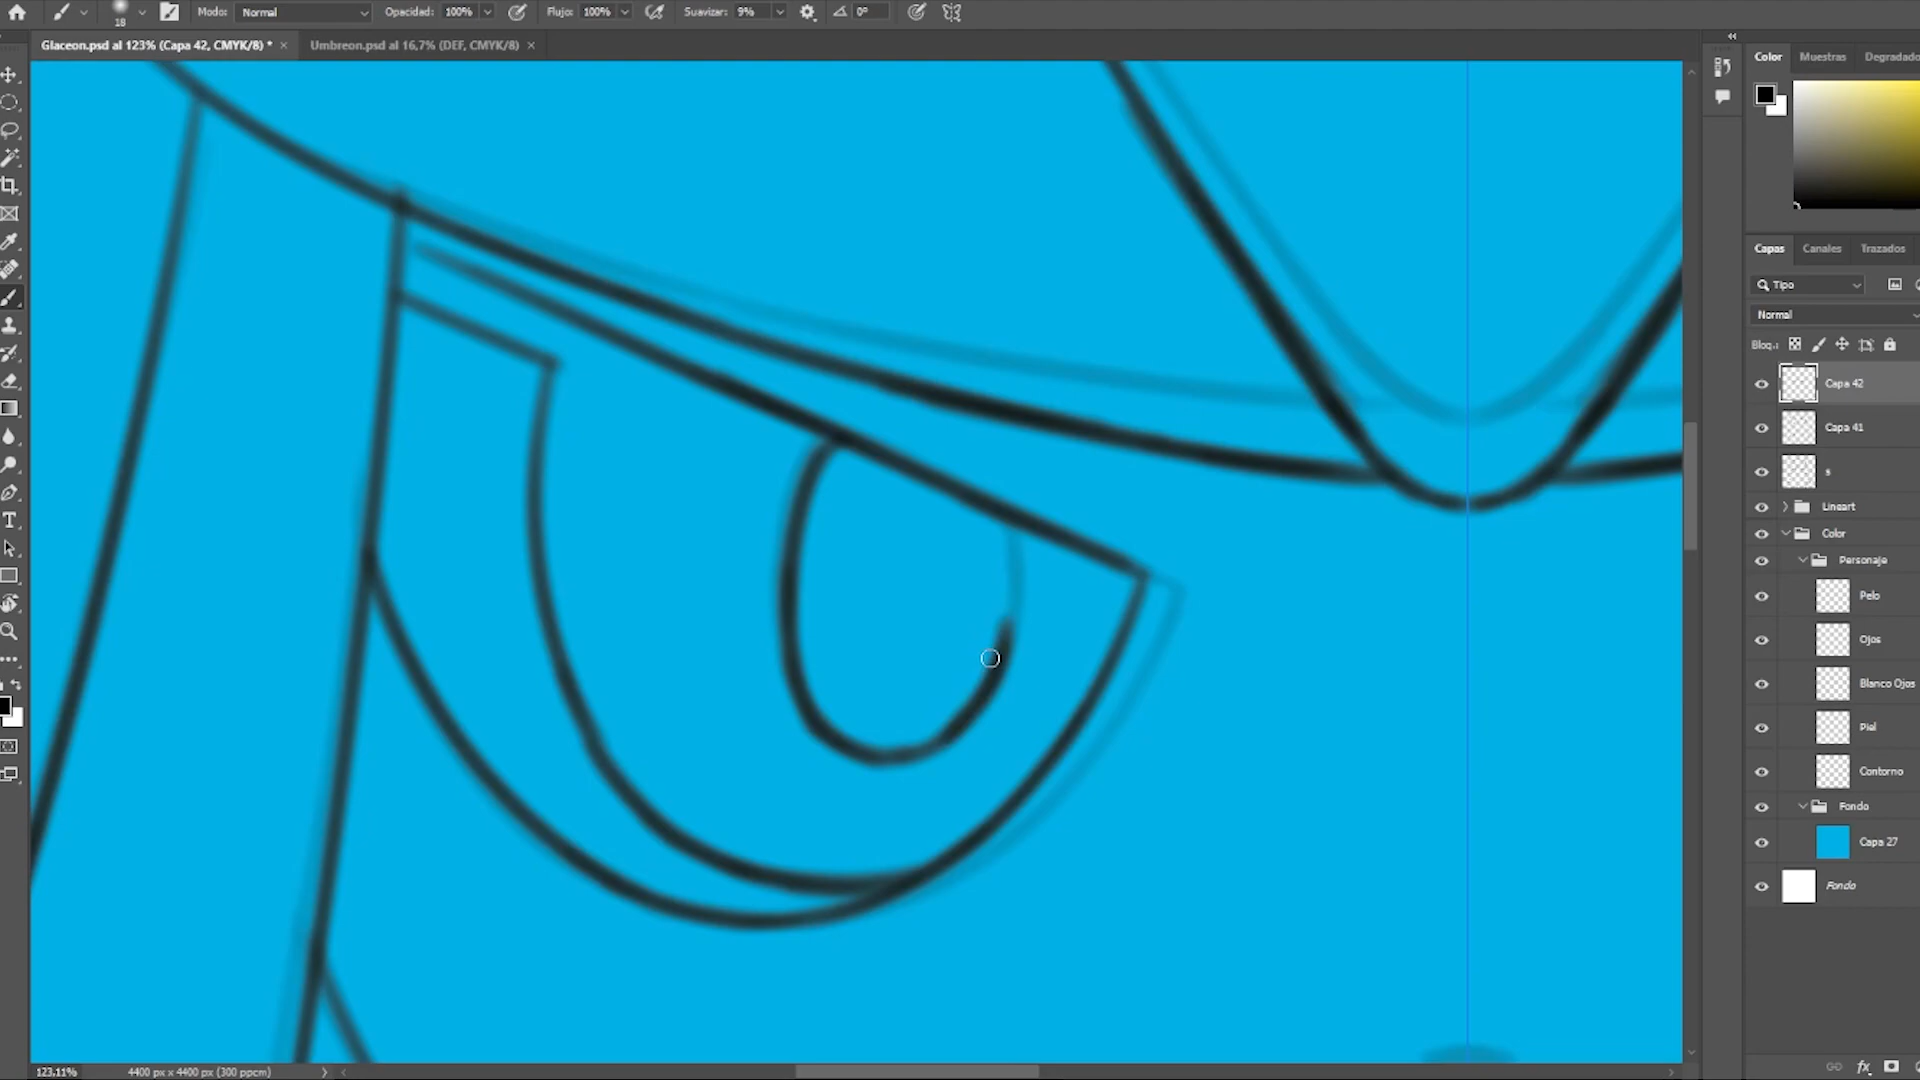 18 Modo: Normal Opacidad: 100% Flujo: 100% Suavizar: 9% 0°
Glaceon.psd al 123% (Capa 42, CMYK/8) * × Umbreon.psd al 16,7% (DEF, CMYK/8) ×
Color Muestras Degradado
Capas Canales Trazados
Tipo
Normal
Bloq.:
Capa 42
Capa 41
s
Lineart
Color
Personaje
Pelo
Ojos
Blanco Ojos
Piel
Contorno
Fondo
Capa 27
Fondo
123,11% 4400 px x 4400 px (300 ppcm)